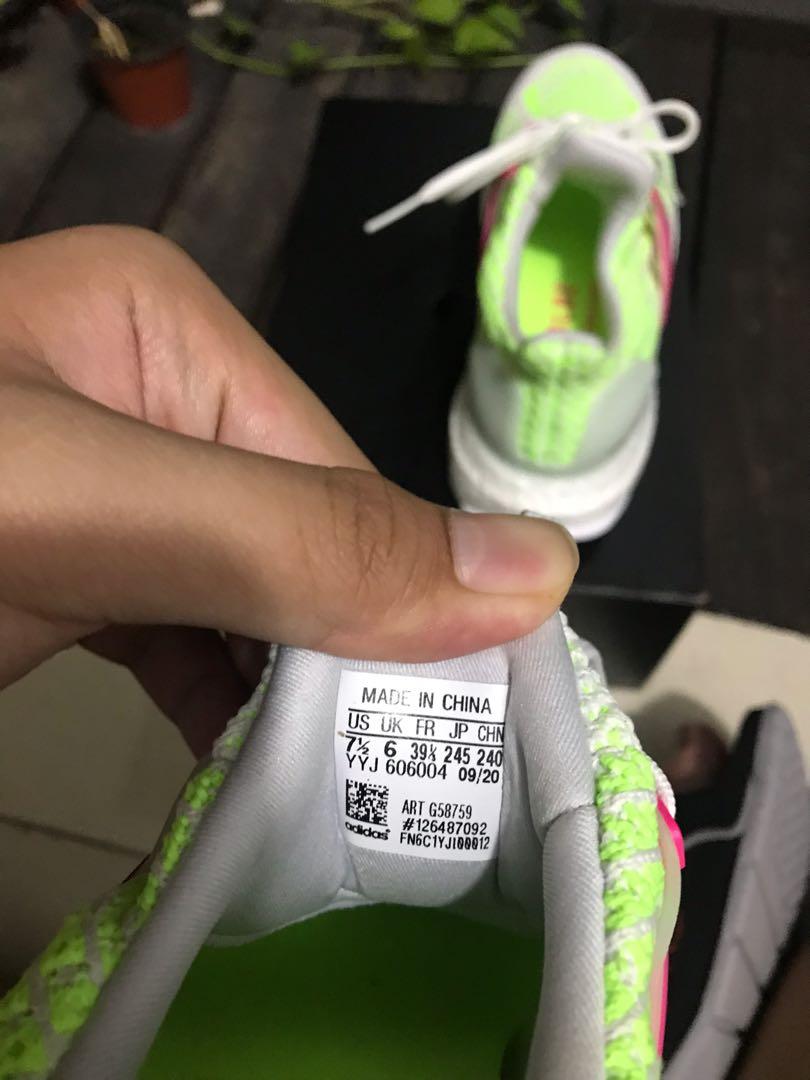 MADE IN CHINA
US UK FR JP CHN
7½ 6 39⅓ 245 240
YYJ 606004 09/20
ART G58759
#126487092
adidas FN6C1YJ100012